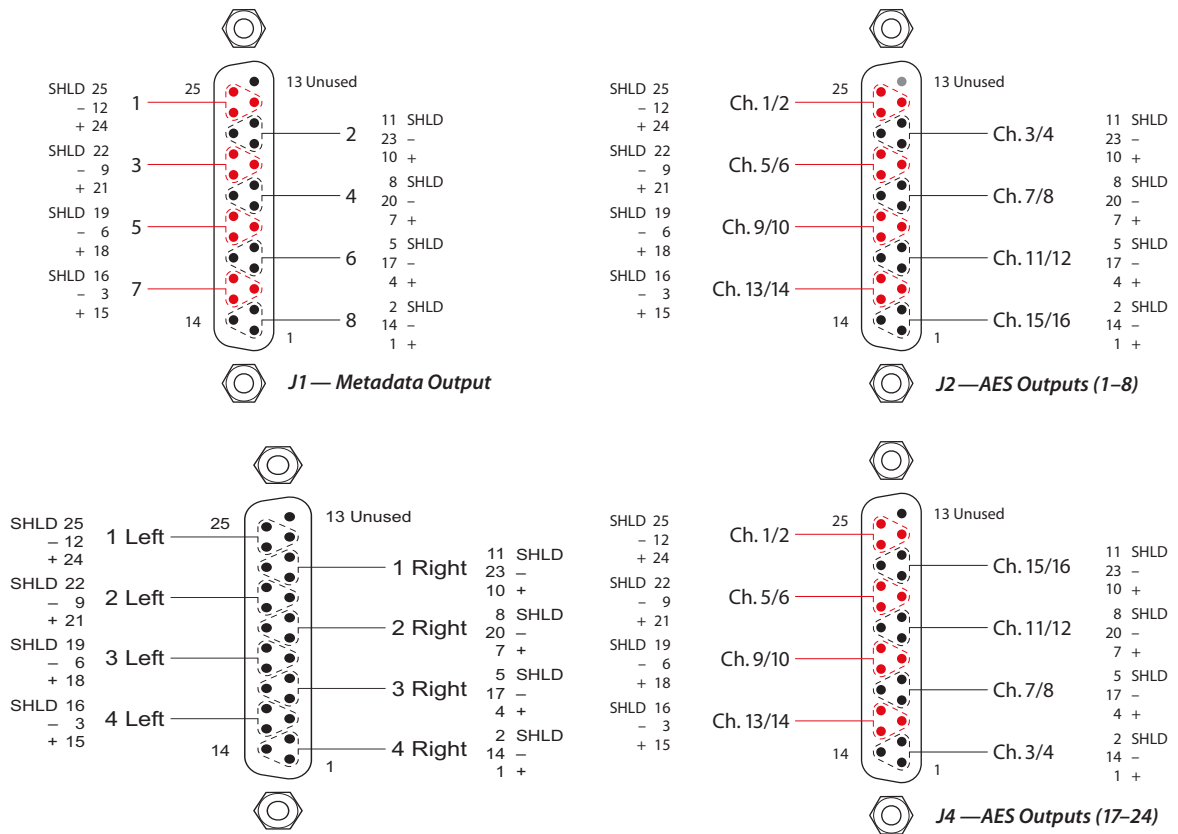 13 Unused
25
SHLD 25
– 12
+ 24
1
11 SHLD
23 –
10 +
2
SHLD 22
– 9
+ 21
3
8 SHLD
20 –
7 +
4
SHLD 19
– 6
+ 18
5
5 SHLD
17 –
4 +
6
SHLD 16
– 3
+ 15
7
2 SHLD
14 –
1 +
8
14
1
J1 — Metadata Output
13 Unused
25
SHLD 25
– 12
+ 24
Ch. 1/2
11 SHLD
23 –
10 +
Ch. 3/4
SHLD 22
– 9
+ 21
Ch. 5/6
8 SHLD
20 –
7 +
Ch. 7/8
SHLD 19
– 6
+ 18
Ch. 9/10
5 SHLD
17 –
4 +
Ch. 11/12
SHLD 16
– 3
+ 15
Ch. 13/14
2 SHLD
14 –
1 +
Ch. 15/16
14
1
J2 —AES Outputs (1–8)
13 Unused
25
SHLD 25
– 12
+ 24
1 Left
11 SHLD
23 –
10 +
1 Right
SHLD 22
– 9
+ 21
2 Left
8 SHLD
20 –
7 +
2 Right
SHLD 19
– 6
+ 18
3 Left
5 SHLD
17 –
4 +
3 Right
SHLD 16
– 3
+ 15
4 Left
2 SHLD
14 –
1 +
4 Right
14
1
13 Unused
25
SHLD 25
– 12
+ 24
Ch. 1/2
11 SHLD
23 –
10 +
Ch. 15/16
SHLD 22
– 9
+ 21
Ch. 5/6
8 SHLD
20 –
7 +
Ch. 11/12
SHLD 19
– 6
+ 18
Ch. 9/10
5 SHLD
17 –
4 +
Ch. 7/8
SHLD 16
– 3
+ 15
Ch. 13/14
2 SHLD
14 –
1 +
Ch. 3/4
14
1
J4 —AES Outputs (17–24)